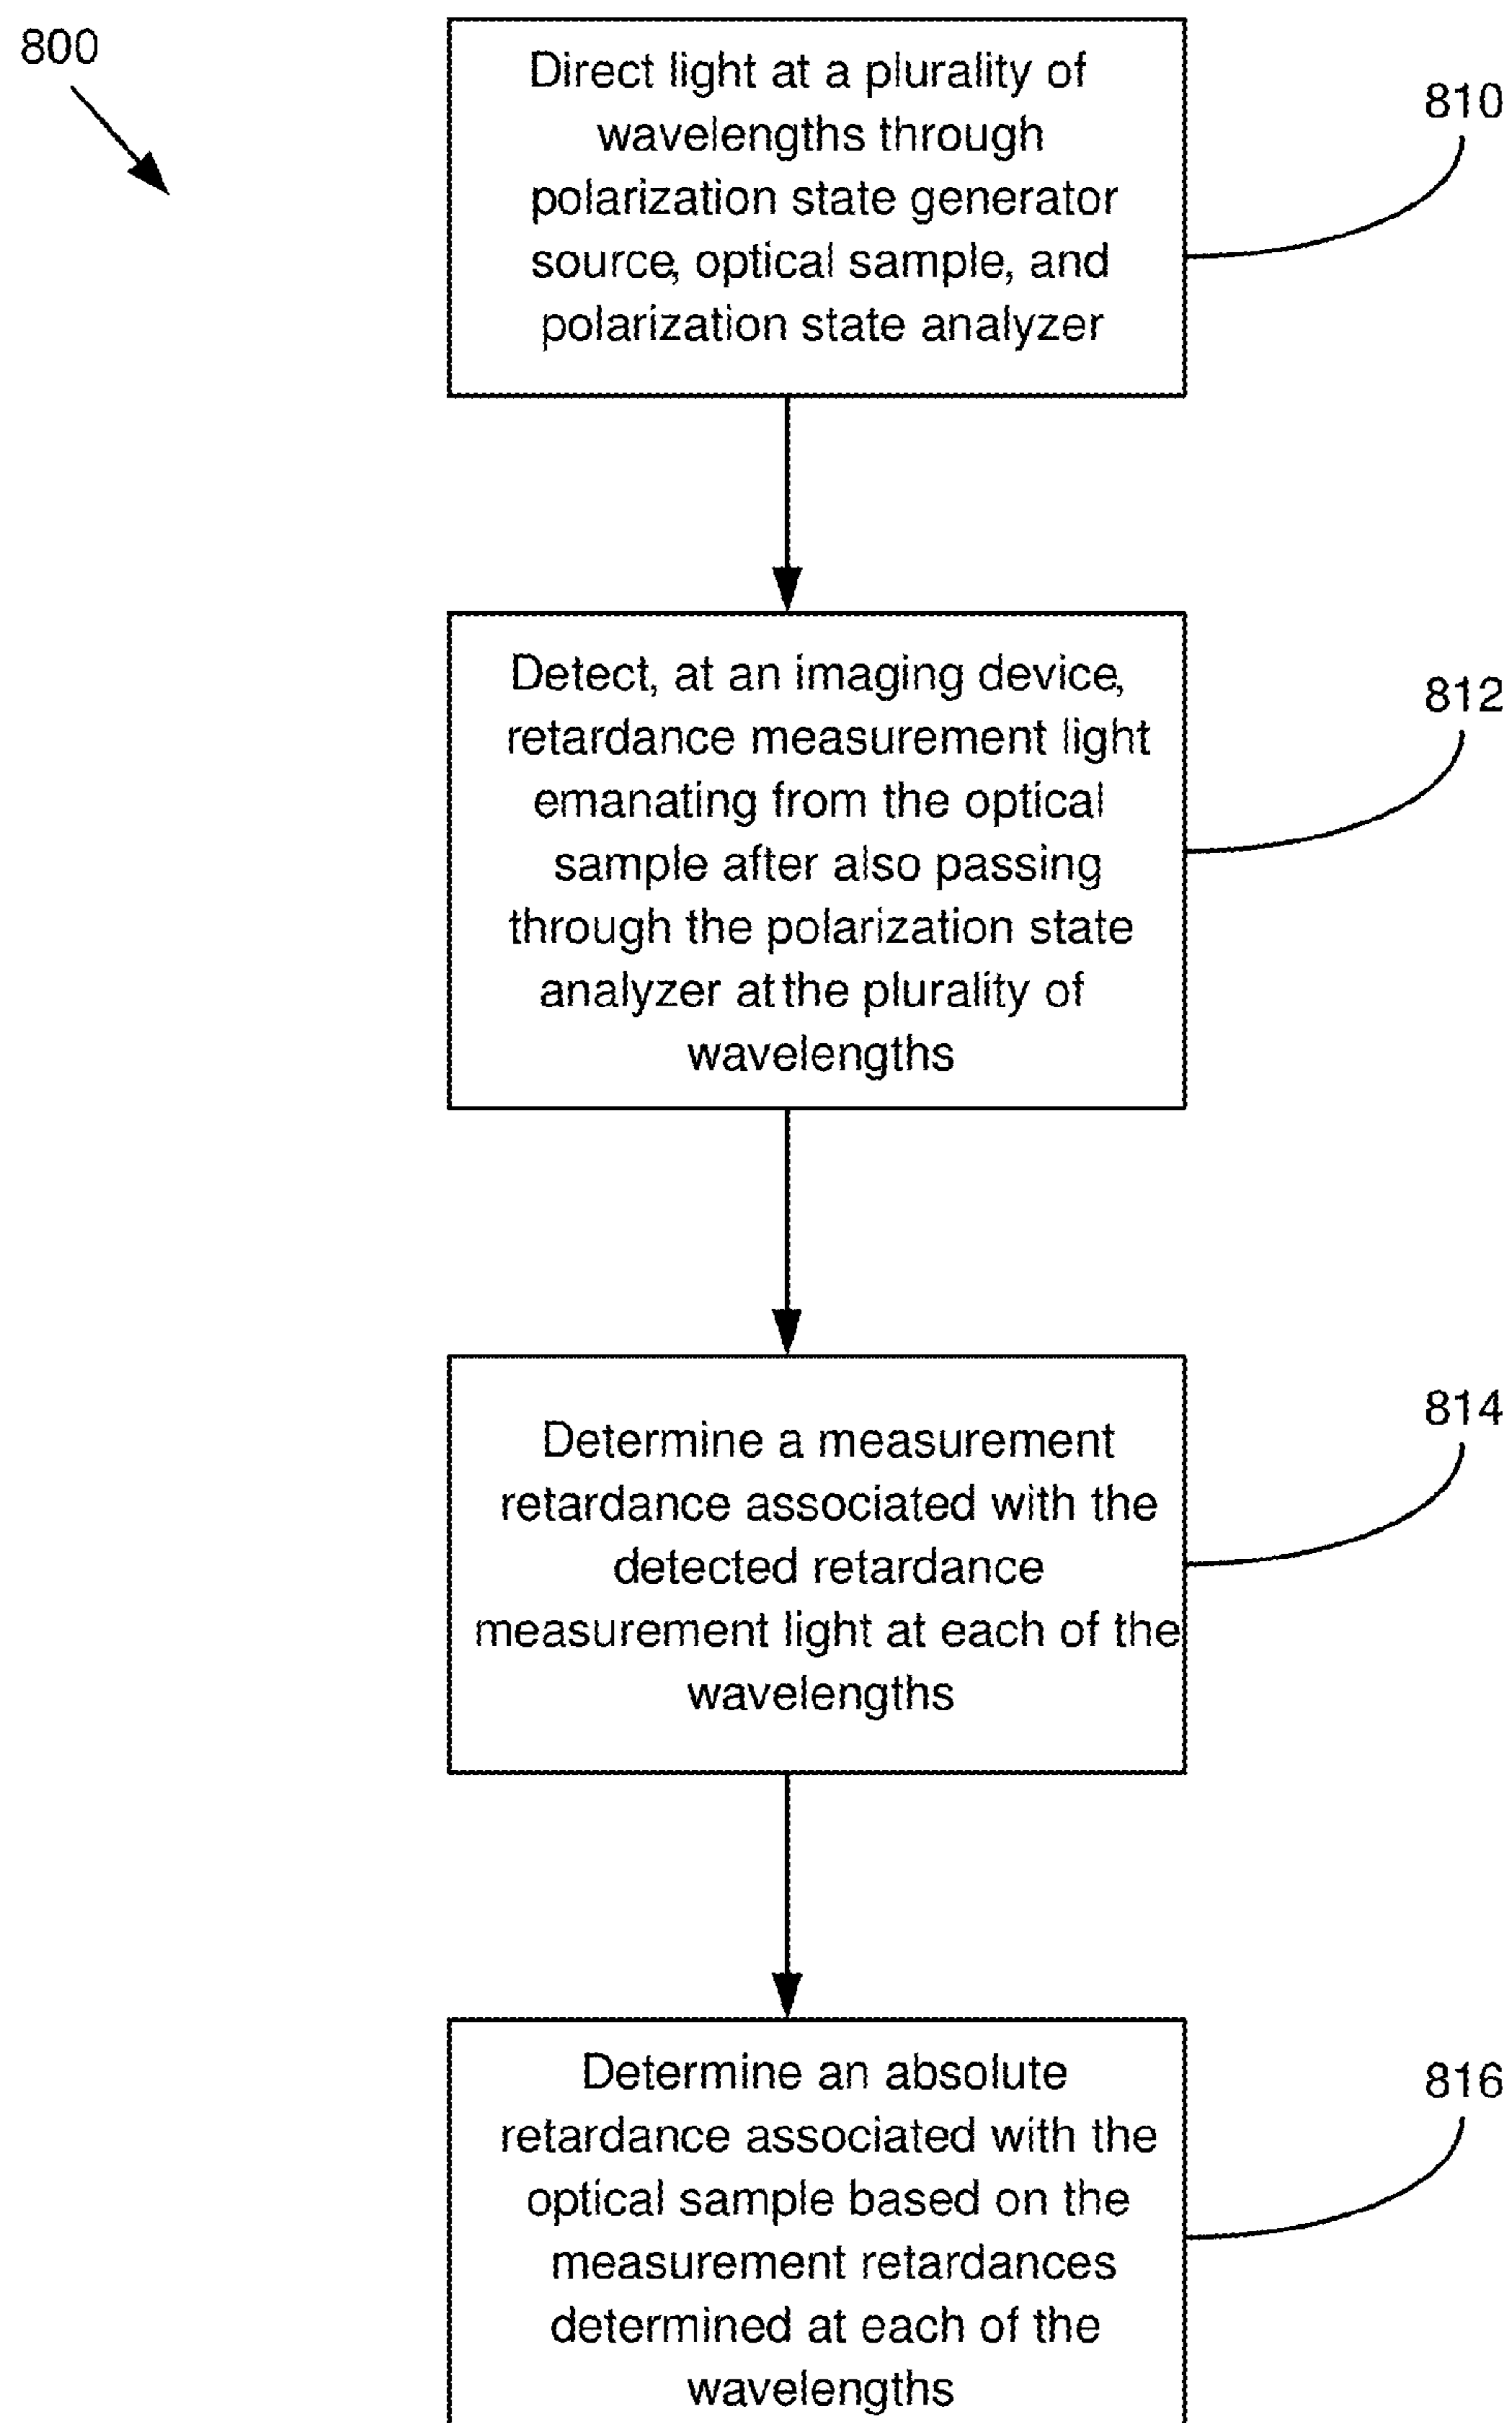 800
Direct light at a plurality of
wavelengths through
polarization state generator
source, optical sample, and
polarization state analyzer
810
Detect, at an imaging device,
retardance measurement light
emanating from the optical
sample after also passing
through the polarization state
analyzer at the plurality of
wavelengths
812
Determine a measurement
retardance associated with the
detected retardance
measurement light at each of the
wavelengths
814
Determine an absolute
retardance associated with the
optical sample based on the
measurement retardances
determined at each of the
wavelengths
816